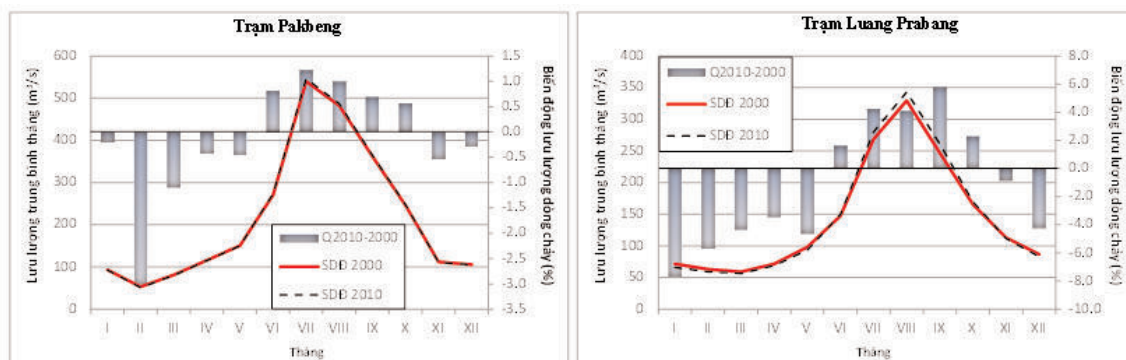 Trạm Pakbeng
Lưu lượng trung bình tháng (m³/s)
600
500
400
300
200
100
0
1.5
1.0
0.5
0.0
-0.5
-1.0
-1.5
-2.0
-2.5
-3.0
-3.5
Biến động lưu lượng dòng chảy (%)
Q2010-2000
SDĐ 2000
SDĐ 2010
I II III IV V VI VII VIII IX X XI XII
Tháng
Trạm Luang Prabang
Lưu lượng trung bình tháng (m³/s)
400
350
300
250
200
150
100
50
0
8.0
6.0
4.0
2.0
0.0
-2.0
-4.0
-6.0
-8.0
-10.0
Biến động lưu lượng dòng chảy (%)
Q2010-2000
SDĐ 2000
SDĐ 2010
I II III IV V VI VII VIII IX X XI XII
Tháng